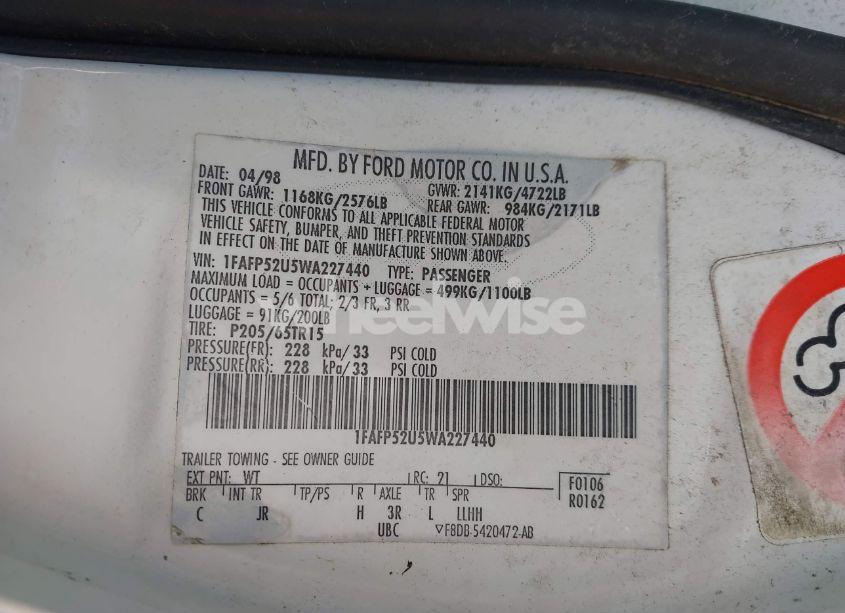 MFD. BY FORD MOTOR CO. IN U.S.A.
DATE: 04/98 GVWR: 2141KG/4722LB
FRONT GAWR: 1168KG/2576LB REAR GAWR: 984KG/2171LB
THIS VEHICLE CONFORMS TO ALL APPLICABLE FEDERAL MOTOR
VEHICLE SAFETY, BUMPER, AND THEFT PREVENTION STANDARDS
IN EFFECT ON THE DATE OF MANUFACTURE SHOWN ABOVE.
VIN: 1FAFP52U5WA227440 TYPE: PASSENGER
MAXIMUM LOAD = OCCUPANTS + LUGGAGE = 499KG/1100LB
OCCUPANTS = 5/6 TOTAL; 2/3 FR, 3 RR
LUGGAGE = 91KG/200LB
wheelwise
TIRE: P205/65TR15
PRESSURE(FR): 228 kPa/33 PSI COLD
PRESSURE(RR): 228 kPa/33 PSI COLD
1FAFP52U5WA227440
TRAILER TOWING - SEE OWNER GUIDE
EXT PNT: WT RC: 21 DSO: F0106
BRK INT TR TP/PS R AXLE TR SPR R0162
C JR H 3R L LLHH
UBC ▽F8DB-5420472-AB